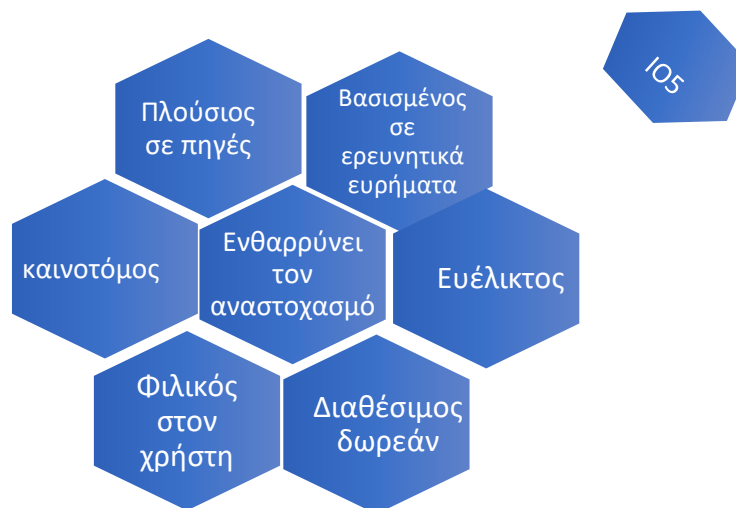 Πλούσιος
σε πηγές
Βασισμένος
σε
ερευνητικά
ευρήματα
IO5
καινοτόμος
Ενθαρρύνει
τον
αναστοχασμό
Ευέλικτος
Φιλικός
στον
χρήστη
Διαθέσιμος
δωρεάν